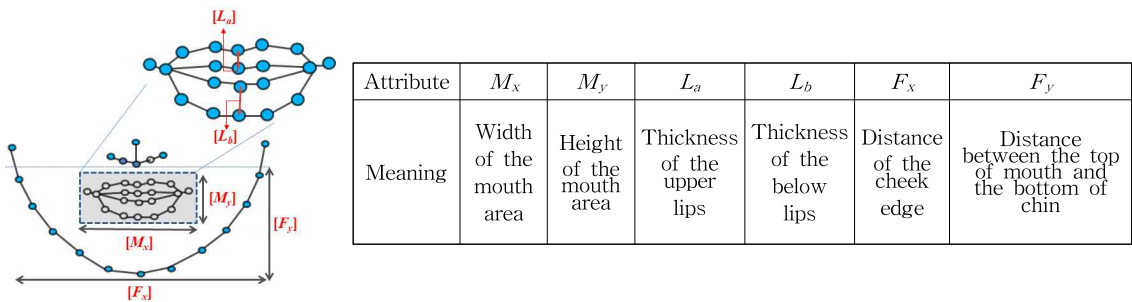 [La]
[Lb]
[My]
[Fy]
[Mx]
[Fx]
Attribute Mx My La Lb Fx Fy
Meaning
Width
of the
mouth
area
Height
of the
mouth
area
Thickness
of the
upper
lips
Thickness
of the
below
lips
Distance
of the
cheek
edge
Distance
between the top
of mouth and
the bottom of
chin